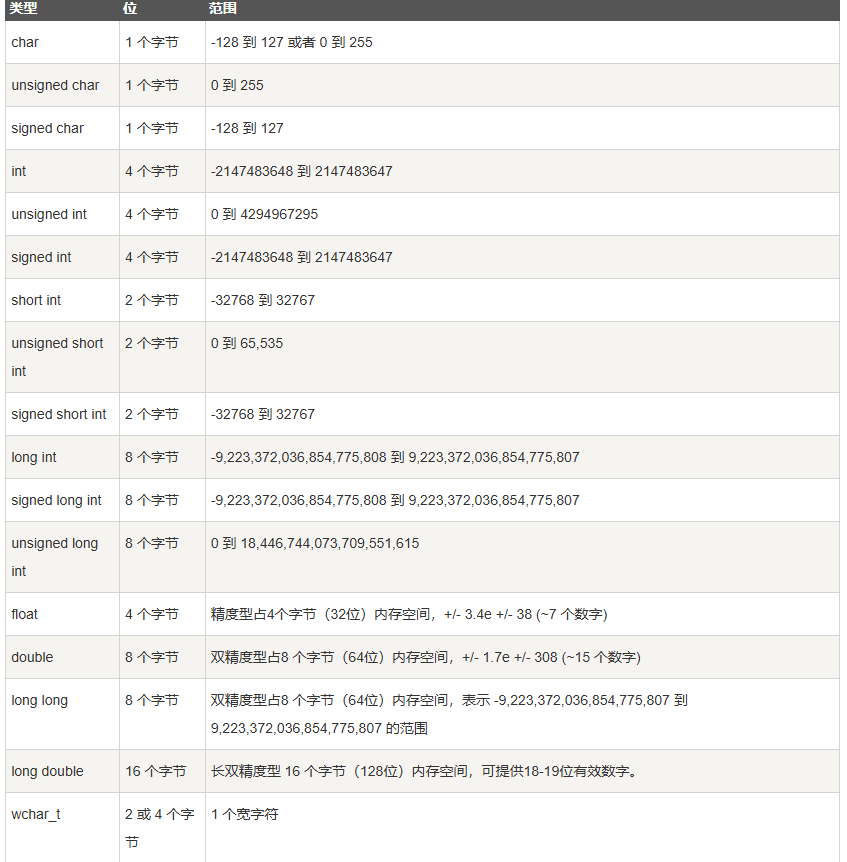 类型 位 范围
char 1 个字节 -128 到 127 或者 0 到 255
unsigned char 1 个字节 0 到 255
signed char 1 个字节 -128 到 127
int 4 个字节 -2147483648 到 2147483647
unsigned int 4 个字节 0 到 4294967295
signed int 4 个字节 -2147483648 到 2147483647
short int 2 个字节 -32768 到 32767
unsigned short 2 个字节 0 到 65,535
int
signed short int 2 个字节 -32768 到 32767
long int 8 个字节 -9,223,372,036,854,775,808 到 9,223,372,036,854,775,807
signed long int 8 个字节 -9,223,372,036,854,775,808 到 9,223,372,036,854,775,807
unsigned long 8 个字节 0 到 18,446,744,073,709,551,615
int
float 4 个字节 精度型占4个字节（32位）内存空间，+/- 3.4e +/- 38 (~7 个数字)
double 8 个字节 双精度型占8 个字节（64位）内存空间，+/- 1.7e +/- 308 (~15 个数字)
long long 8 个字节 双精度型占8 个字节（64位）内存空间，表示 -9,223,372,036,854,775,807 到
9,223,372,036,854,775,807 的范围
long double 16 个字节 长双精度型 16 个字节（128位）内存空间，可提供18-19位有效数字。
wchar_t 2 或 4 个字 1 个宽字符
节